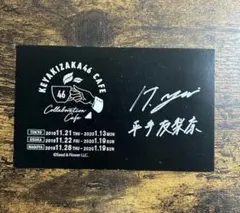 KEYAKIZAKA46 CAFE
46
Collaboration
Cafe
TOKYO 2019 11.21 THU - 2020 1.13 MON
OSAKA 2019 11.22 FRI - 2020 1.19 SUN
NAGOYA 2019 11.28 THU - 2020 1.19 SUN
©Seed & Flower LLC.
平手友梨奈